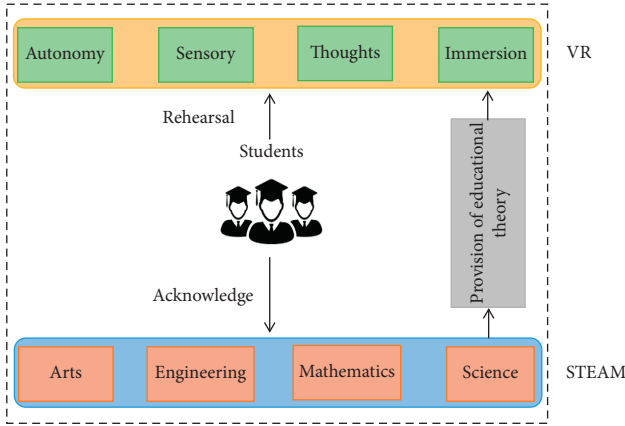 Autonomy
Sensory
Thoughts
Immersion
VR
Rehearsal
Students
Provision of educational
theory
Acknowledge
Arts
Engineering
Mathematics
Science
STEAM